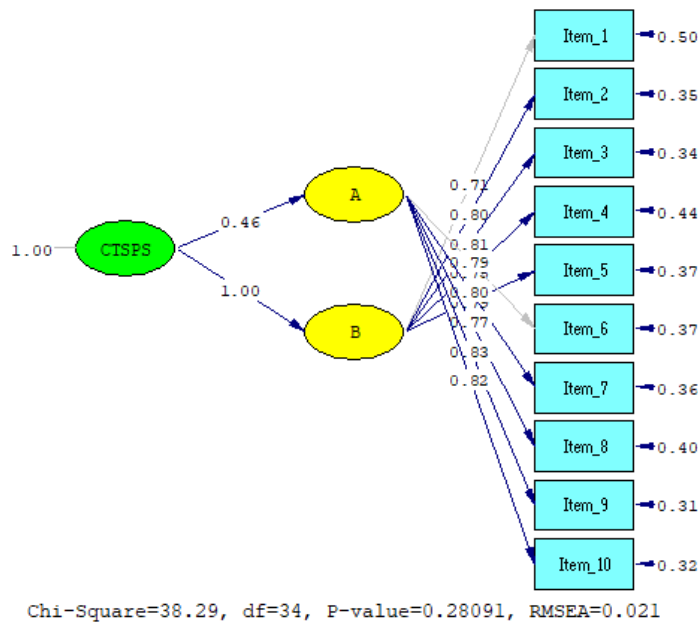 Item_1
0.50
Item_2
0.35
Item_3
0.34
Item_4
0.44
Item_5
0.37
Item_6
0.37
Item_7
0.36
Item_8
0.40
Item_9
0.31
Item_10
0.32
0.71
0.80
0.81
0.79
0.80
0.77
0.83
0.82
A
B
0.46
1.00
CTSPS
1.00
Chi-Square=38.29, df=34, P-value=0.28091, RMSEA=0.021